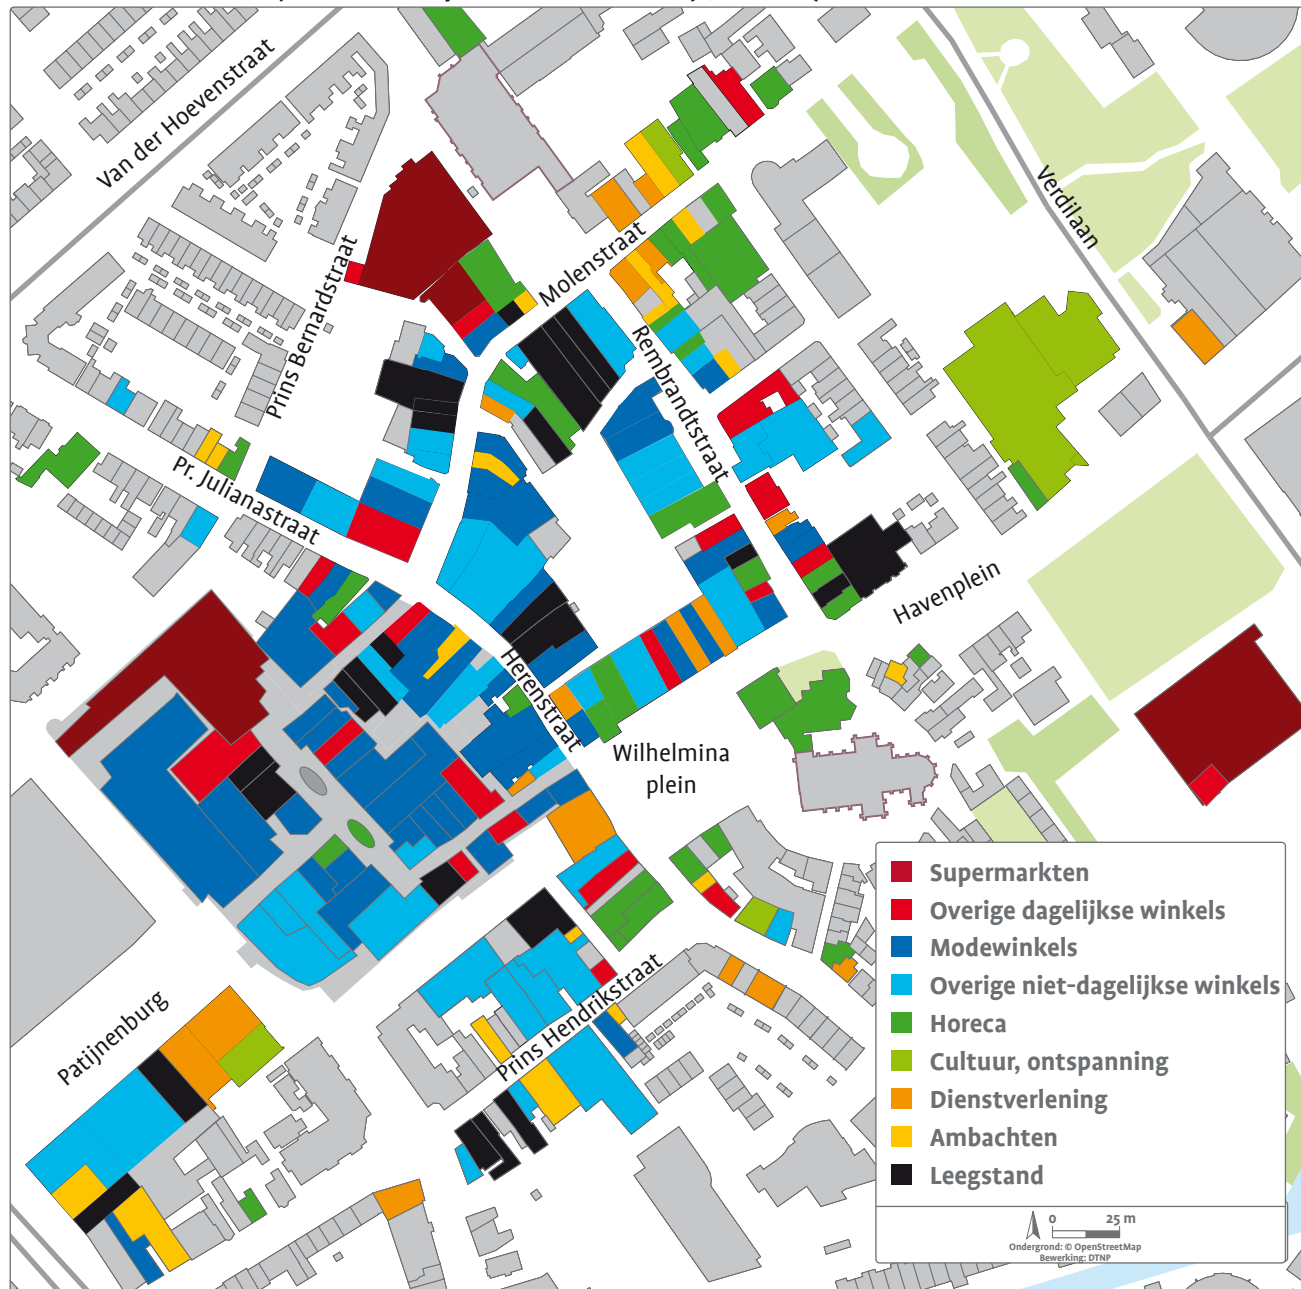 Van der Hoevenstraat
Verdilaan
Molenstraat
Prins Bernardstraat
Rembrandtstraat
Pr. Julianastraat
Havenplein
Herenstraat
Wilhelmina
plein
Prins Hendrikstraat
Patijnenburg
Supermarkten
Overige dagelijkse winkels
Modewinkels
Overige niet-dagelijkse winkels
Horeca
Cultuur, ontspanning
Dienstverlening
Ambachten
Leegstand
0 25 m
Ondergrond: © OpenStreetMap
Bewerking: DTNP